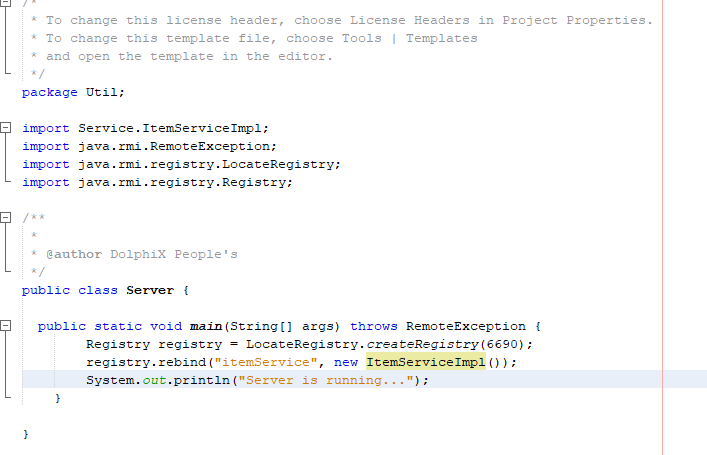 /*
 * To change this license header, choose License Headers in Project Properties.
 * To change this template file, choose Tools | Templates
 * and open the template in the editor.
 */
package Util;

import Service.ItemServiceImpl;
import java.rmi.RemoteException;
import java.rmi.registry.LocateRegistry;
import java.rmi.registry.Registry;

/**
 *
 * @author DolphiX People's
 */
public class Server {

  public static void main(String[] args) throws RemoteException {
        Registry registry = LocateRegistry.createRegistry(6690);
        registry.rebind("itemService", new ItemServiceImpl());
        System.out.println("Server is running...");
    }

}